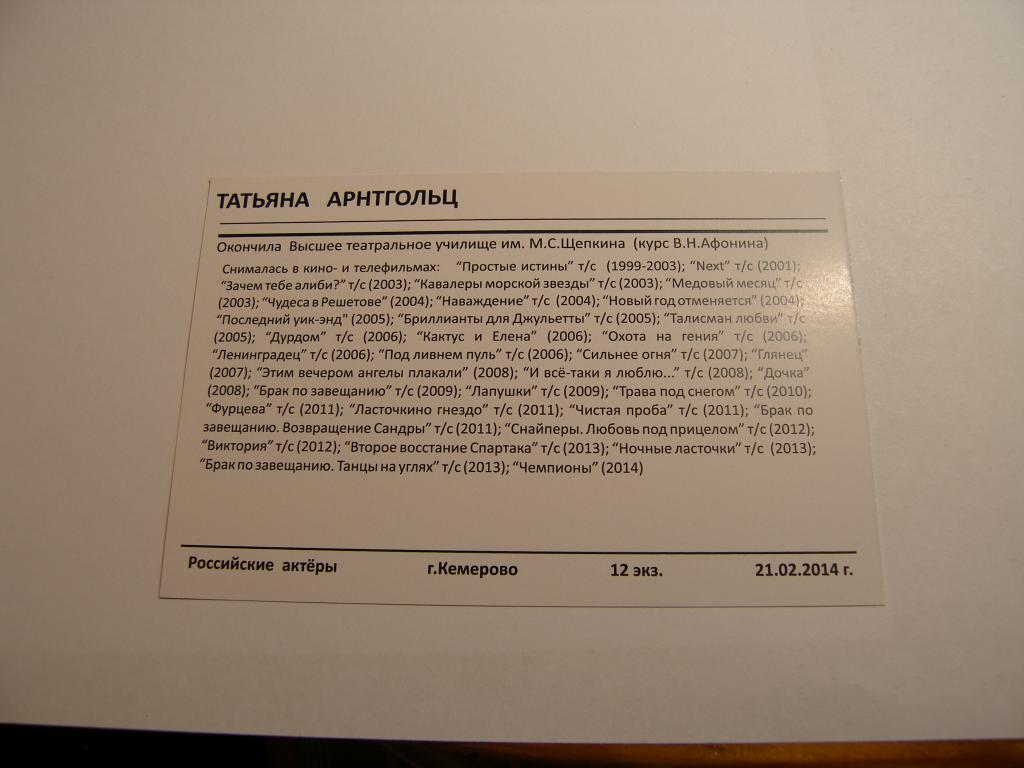 ТАТЬЯНА АРНТГОЛЬЦ
Окончила Высшее театральное училище им. М.С.Щепкина (курс В.Н.Афонина)
Снималась в кино- и телефильмах: “Простые истины” т/с (1999-2003); “Next” т/с (2001);
“Зачем тебе алиби?” т/с (2003); “Кавалеры морской звезды” т/с (2003); “Медовый месяц” т/с
(2003); “Чудеса в Решетове” (2004); “Наваждение” т/с (2004); “Новый год отменяется” (2004);
“Последний уик-энд" (2005); “Бриллианты для Джульетты” т/с (2005); “Талисман любви” т/с
(2005); “Дурдом” т/с (2006); “Кактус и Елена” (2006); “Охота на гения” т/с (2006);
“Ленинградец” т/с (2006); “Под ливнем пуль” т/с (2006); “Сильнее огня” т/с (2007); “Глянец”
(2007); “Этим вечером ангелы плакали” (2008); “И всё-таки я люблю...” т/с (2008); “Дочка”
(2008); “Брак по завещанию” т/с (2009); “Лапушки” т/с (2009); “Трава под снегом” т/с (2010);
“Фурцева” т/с (2011); “Ласточкино гнездо” т/с (2011); “Чистая проба” т/с (2011); “Брак по
завещанию. Возвращение Сандры” т/с (2011); “Снайперы. Любовь под прицелом” т/с (2012);
“Виктория” т/с (2012); “Второе восстание Спартака” т/с (2013); “Ночные ласточки” т/с (2013);
“Брак по завещанию. Танцы на углях” т/с (2013); “Чемпионы” (2014)
Российские актёры г.Кемерово 12 экз. 21.02.2014 г.